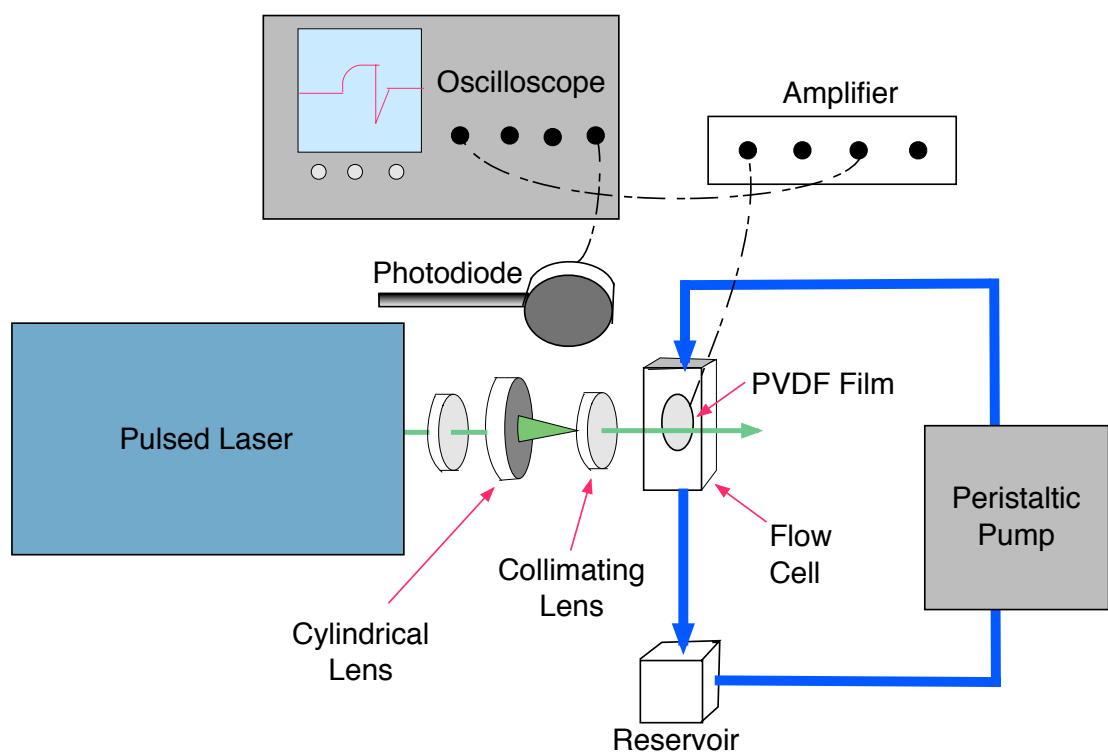 Oscilloscope
Amplifier
Photodiode
PVDF Film
Pulsed Laser
Peristaltic
Pump
Flow
Cell
Collimating
Lens
Cylindrical
Lens
Reservoir